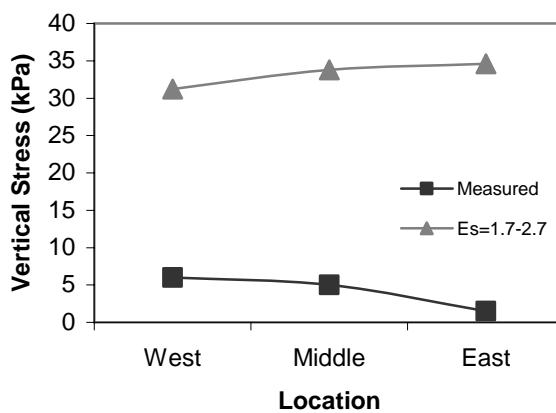 Vertical Stress (kPa)
40
35
30
25
20
15
10
5
0
Measured
Es=1.7-2.7
West Middle East
Location